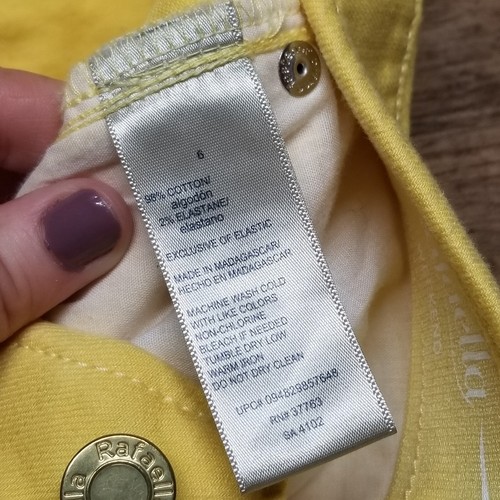 6
98% COTTON/
algodón
2% ELASTANE/
elastano
EXCLUSIVE OF ELASTIC
MADE IN MADAGASCAR/
HECHO EN MADAGASCAR
MACHINE WASH COLD
WITH LIKE COLORS
NON-CHLORINE
BLEACH IF NEEDED
TUMBLE DRY LOW
WARM IRON
DO NOT DRY CLEAN
UPC# 094823957648
RN# 37763
SA 4102
Rafaella